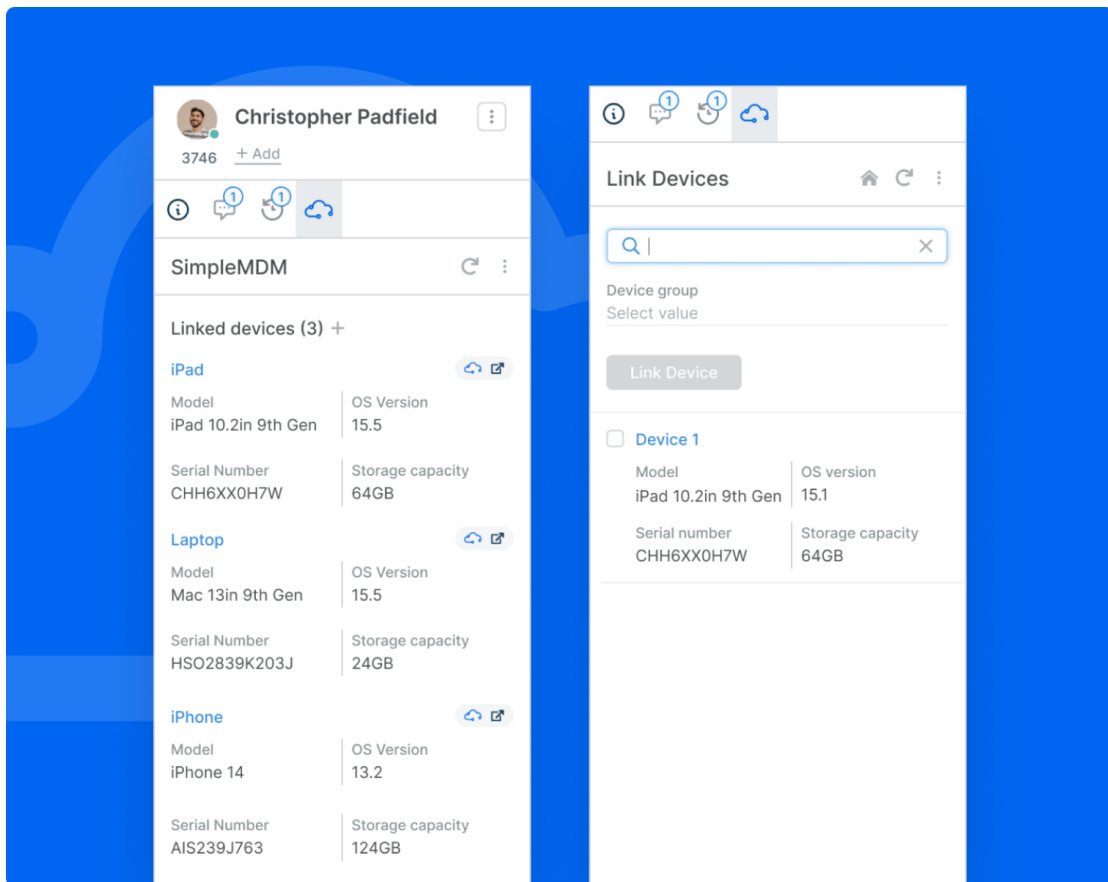 Christopher Padfield
3746
+ Add
1
1
SimpleMDM
Linked devices (3) +
iPad
Model
OS Version
iPad 10.2in 9th Gen
15.5
Serial Number
Storage capacity
CHH6XX0H7W
64GB
Laptop
Model
OS Version
Mac 13in 9th Gen
15.5
Serial Number
Storage capacity
HSO2839K203J
24GB
iPhone
Model
OS Version
iPhone 14
13.2
Serial Number
Storage capacity
AIS239J763
124GB
1
1
Link Devices
Device group
Select value
Link Device
Device 1
Model
OS version
iPad 10.2in 9th Gen
15.1
Serial number
Storage capacity
CHH6XX0H7W
64GB